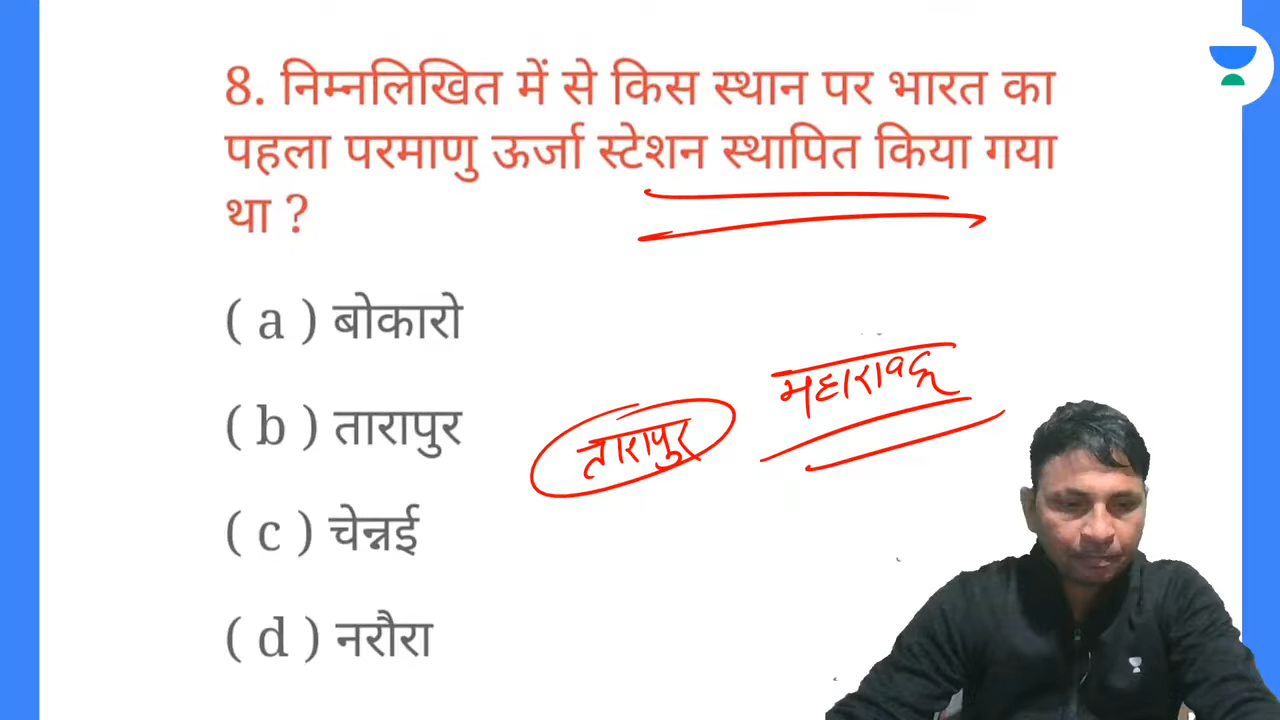 8. निम्नलिखित में से किस स्थान पर भारत का
पहला परमाणु ऊर्जा स्टेशन स्थापित किया गया
था ?
( a ) बोकारो
महाराष्ट्र
( b ) तारापुर
तारापुर
( c ) चेन्नई
( d ) नरौरा